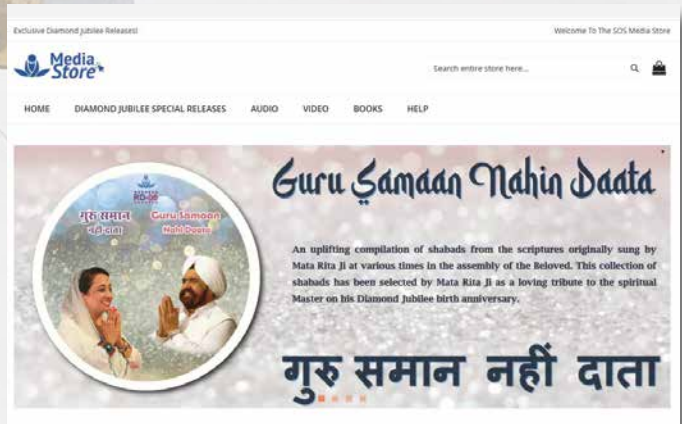 Exclusive Diamond Jubilee Releases!
Welcome To The SOS Media Store
Media
Store
Search entire store here...
HOME DIAMOND JUBILEE SPECIAL RELEASES AUDIO VIDEO BOOKS HELP
गुरु समान
नहीं दाता
Guru Samaan
Nahi Daata
Guru Samaan Nahin Daata
An uplifting compilation of shabads from the scriptures originally sung by
Mata Rita Ji at various times in the assembly of the Beloved. This collection of
shabads has been selected by Mata Rita Ji as a loving tribute to the spiritual
Master on his Diamond Jubilee birth anniversary.
गुरु समान नहीं दाता